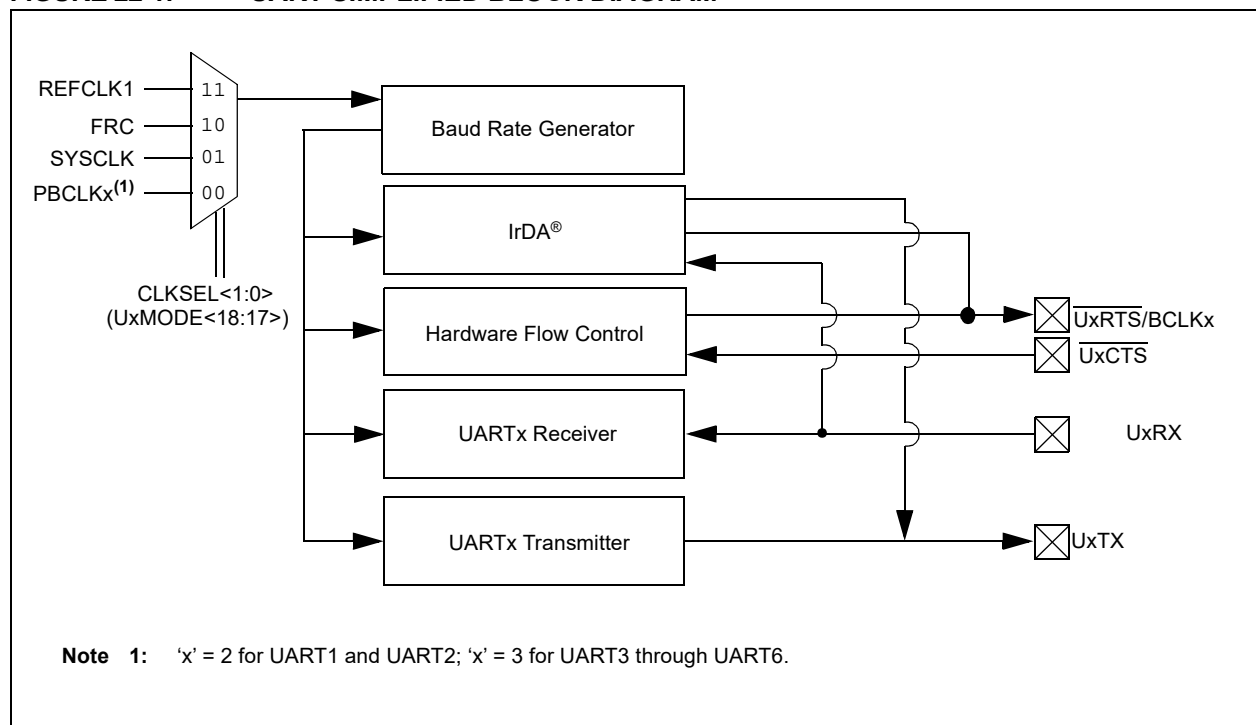 REFCLK1
11
FRC
10
SYSCLK
01
PBCLKx(1)
00
CLKSEL<1:0>
(UxMODE<18:17>)
Baud Rate Generator
IrDA®
Hardware Flow Control
UARTx Receiver
UARTx Transmitter
UxRTS/BCLKx
UxCTS
UxRX
UxTX
Note 1: ‘x’ = 2 for UART1 and UART2; ‘x’ = 3 for UART3 through UART6.